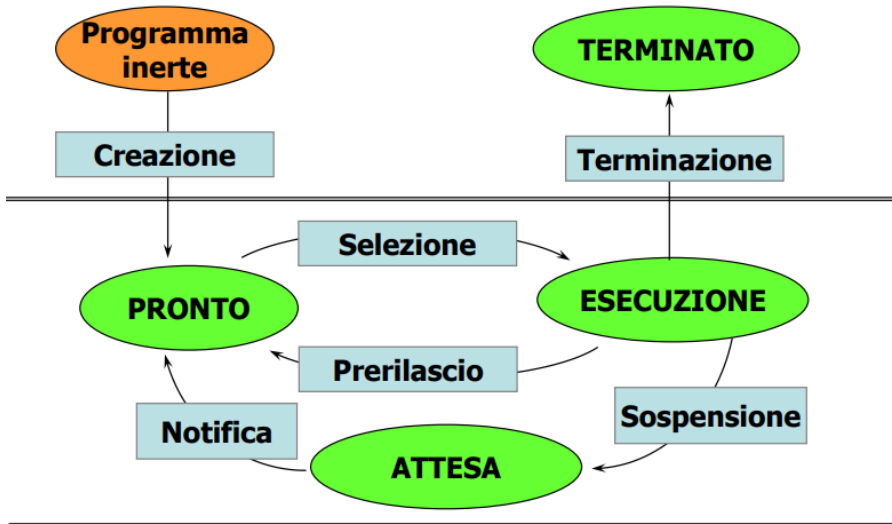 Programma
inerte
TERMINATO
Creazione
Terminazione
Selezione
PRONTO
ESECUZIONE
Prerilascio
Notifica
Sospensione
ATTESA